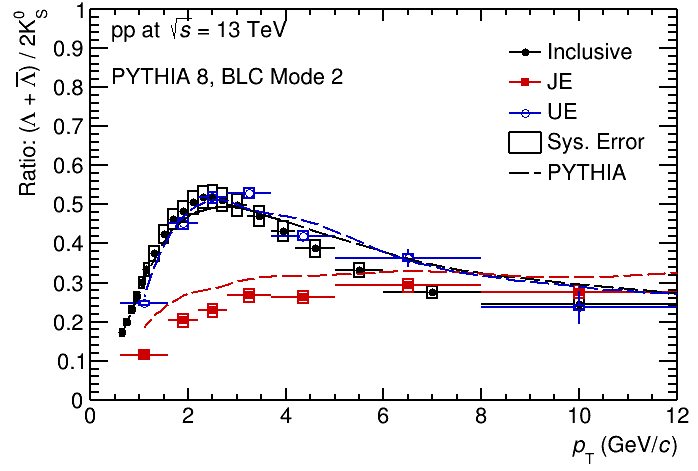 pp at √s = 13 TeV
PYTHIA 8, BLC Mode 2
Inclusive
JE
UE
Sys. Error
PYTHIA
Ratio: (Λ + Λ̅) / 2K⁰_S
1
0.9
0.8
0.7
0.6
0.5
0.4
0.3
0.2
0.1
0
0 2 4 6 8 10 12
p_T (GeV/c)